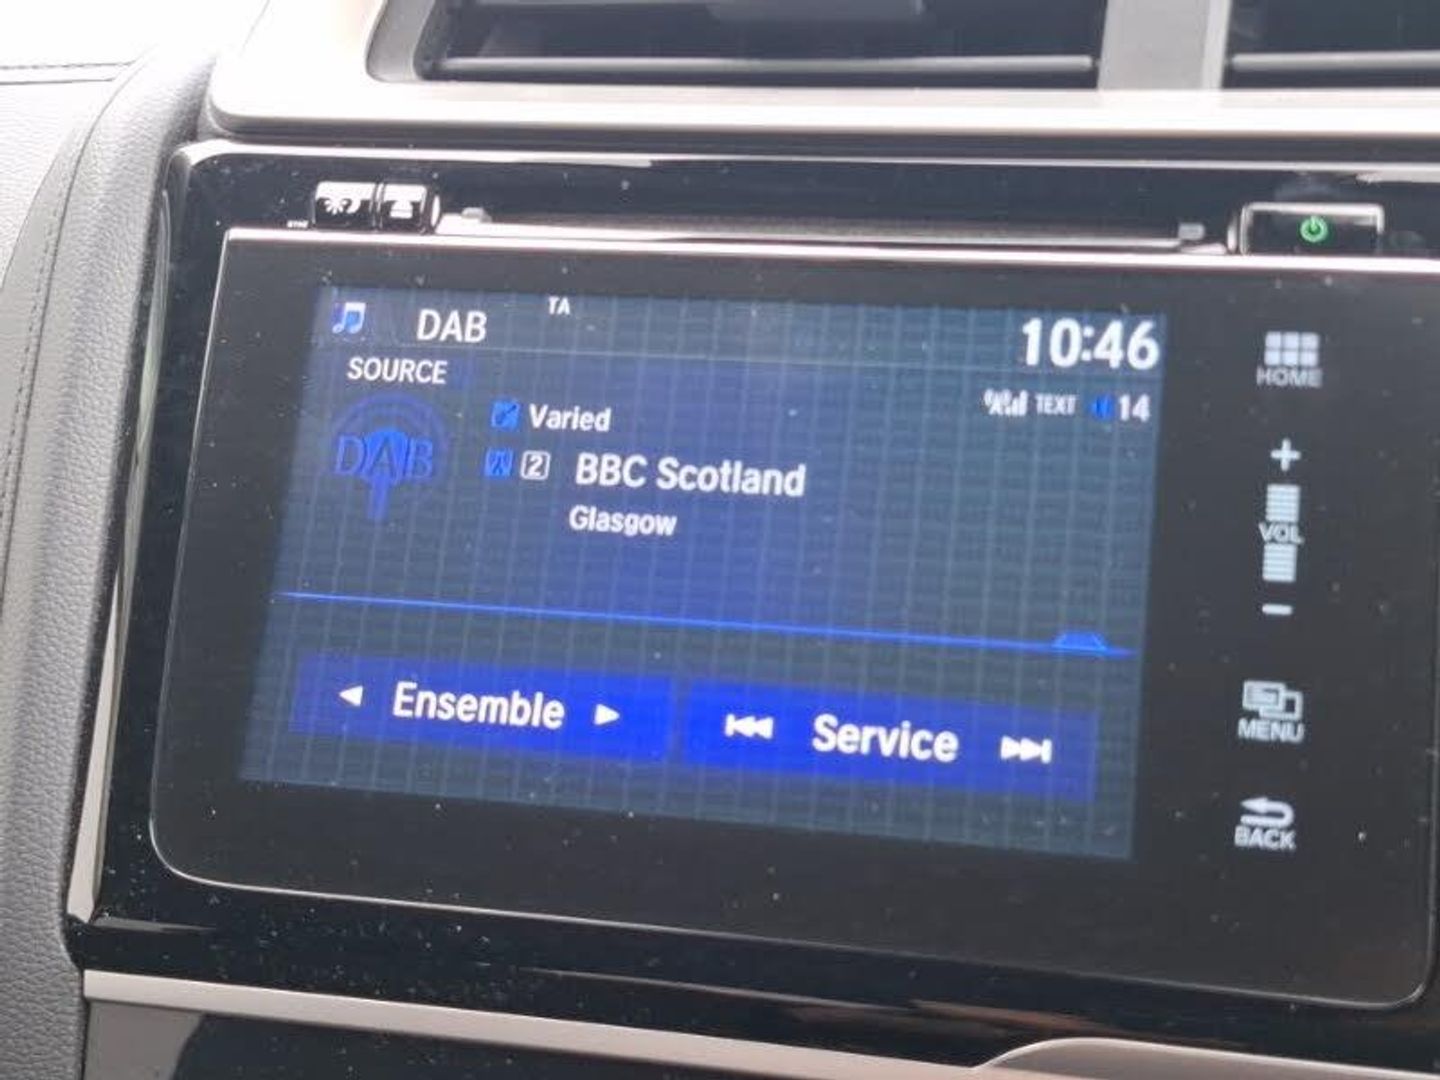 DAB
TA
10:46
SOURCE
HOME
TEXT 14
Varied
DAB
2 BBC Scotland
Glasgow
+
VOL
−
◄ Ensemble ►
⏮ Service ⏭
MENU
BACK